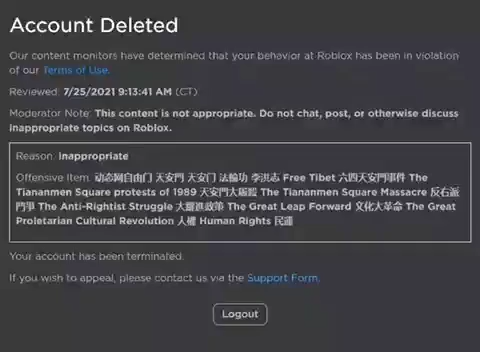 Account Deleted
Our content monitors have determined that your behavior at Roblox has been in violation
of our Terms of Use.
Reviewed: 7/25/2021 9:13:41 AM (CT)
Moderator Note: This content is not appropriate. Do not chat, post, or otherwise discuss
inappropriate topics on Roblox.
Reason: Inappropriate
Offensive Item: 动态网自由门 天安門 天安门 法輪功 李洪志 Free Tibet 六四天安門事件 The
Tiananmen Square protests of 1989 天安門大屠殺 The Tiananmen Square Massacre 反右派
鬥爭 The Anti-Rightist Struggle 大躍進政策 The Great Leap Forward 文化大革命 The Great
Proletarian Cultural Revolution 人權 Human Rights 民運
Your account has been terminated.
If you wish to appeal, please contact us via the Support Form.
Logout